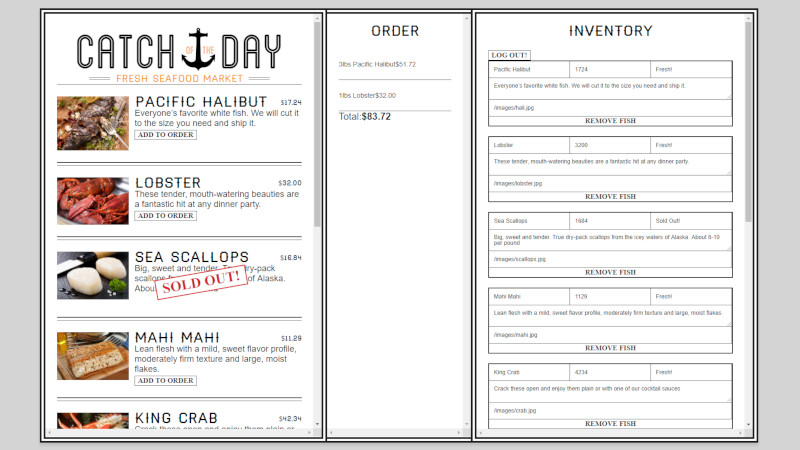 CATCH OF THE DAY
FRESH SEAFOOD MARKET
PACIFIC HALIBUT $17.24
Everyone's favorite white fish. We will cut it
to the size you need and ship it.
ADD TO ORDER
LOBSTER $32.00
These tender, mouth-watering beauties are
a fantastic hit at any dinner party.
ADD TO ORDER
SEA SCALLOPS $16.84
Big, sweet and tender. True dry-pack
scallops of Alaska.
About
SOLD OUT!
MAHI MAHI $11.29
Lean flesh with a mild, sweet flavor profile,
moderately firm texture and large, moist
flakes.
ADD TO ORDER
KING CRAB $42.34
Crack these open and enjoy them plain or
ORDER
3lbs Pacific Halibut$51.72
1lbs Lobster$32.00
Total:$83.72
INVENTORY
LOG OUT!
Pacific Halibut 1724 Fresh!
Everyone's favorite white fish. We will cut it to the size you need and ship it.
/images/hali.jpg
REMOVE FISH
Lobster 3200 Fresh!
These tender, mouth-watering beauties are a fantastic hit at any dinner party.
/images/lobster.jpg
REMOVE FISH
Sea Scallops 1684 Sold Out!
Big, sweet and tender. True dry-pack scallops from the icey waters of Alaska. About 8-10
per pound
/images/scallops.jpg
REMOVE FISH
Mahi Mahi 1129 Fresh!
Lean flesh with a mild, sweet flavor profile, moderately firm texture and large, moist flakes.
/images/mahi.jpg
REMOVE FISH
King Crab 4234 Fresh!
Crack these open and enjoy them plain or with one of our cocktail sauces
/images/crab.jpg
REMOVE FISH